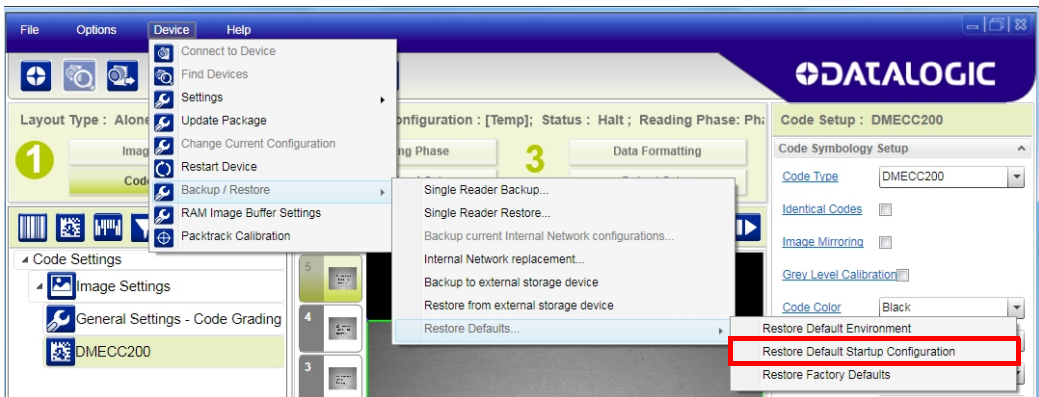 File Options Device Help
DATALOGIC
Connect to Device
Find Devices
Settings
Update Package
Change Current Configuration
Restart Device
Backup / Restore
RAM Image Buffer Settings
Packtrack Calibration
Layout Type : Alone
onfiguration : [Temp]; Status : Halt ; Reading Phase: Pha
1
Imag
Cod
ng Phase
3
Data Formatting
Single Reader Backup...
Single Reader Restore...
Backup current Internal Network configurations...
Internal Network replacement...
Backup to external storage device
Restore from external storage device
Restore Defaults...
Restore Default Environment
Restore Default Startup Configuration
Restore Factory Defaults
Code Settings
Image Settings
General Settings - Code Grading
DMECC200
5
4
3
Code Setup : DMECC200
Code Symbology Setup
Code Type DMECC200
Identical Codes
Image Mirroring
Grey Level Calibration
Code Color Black